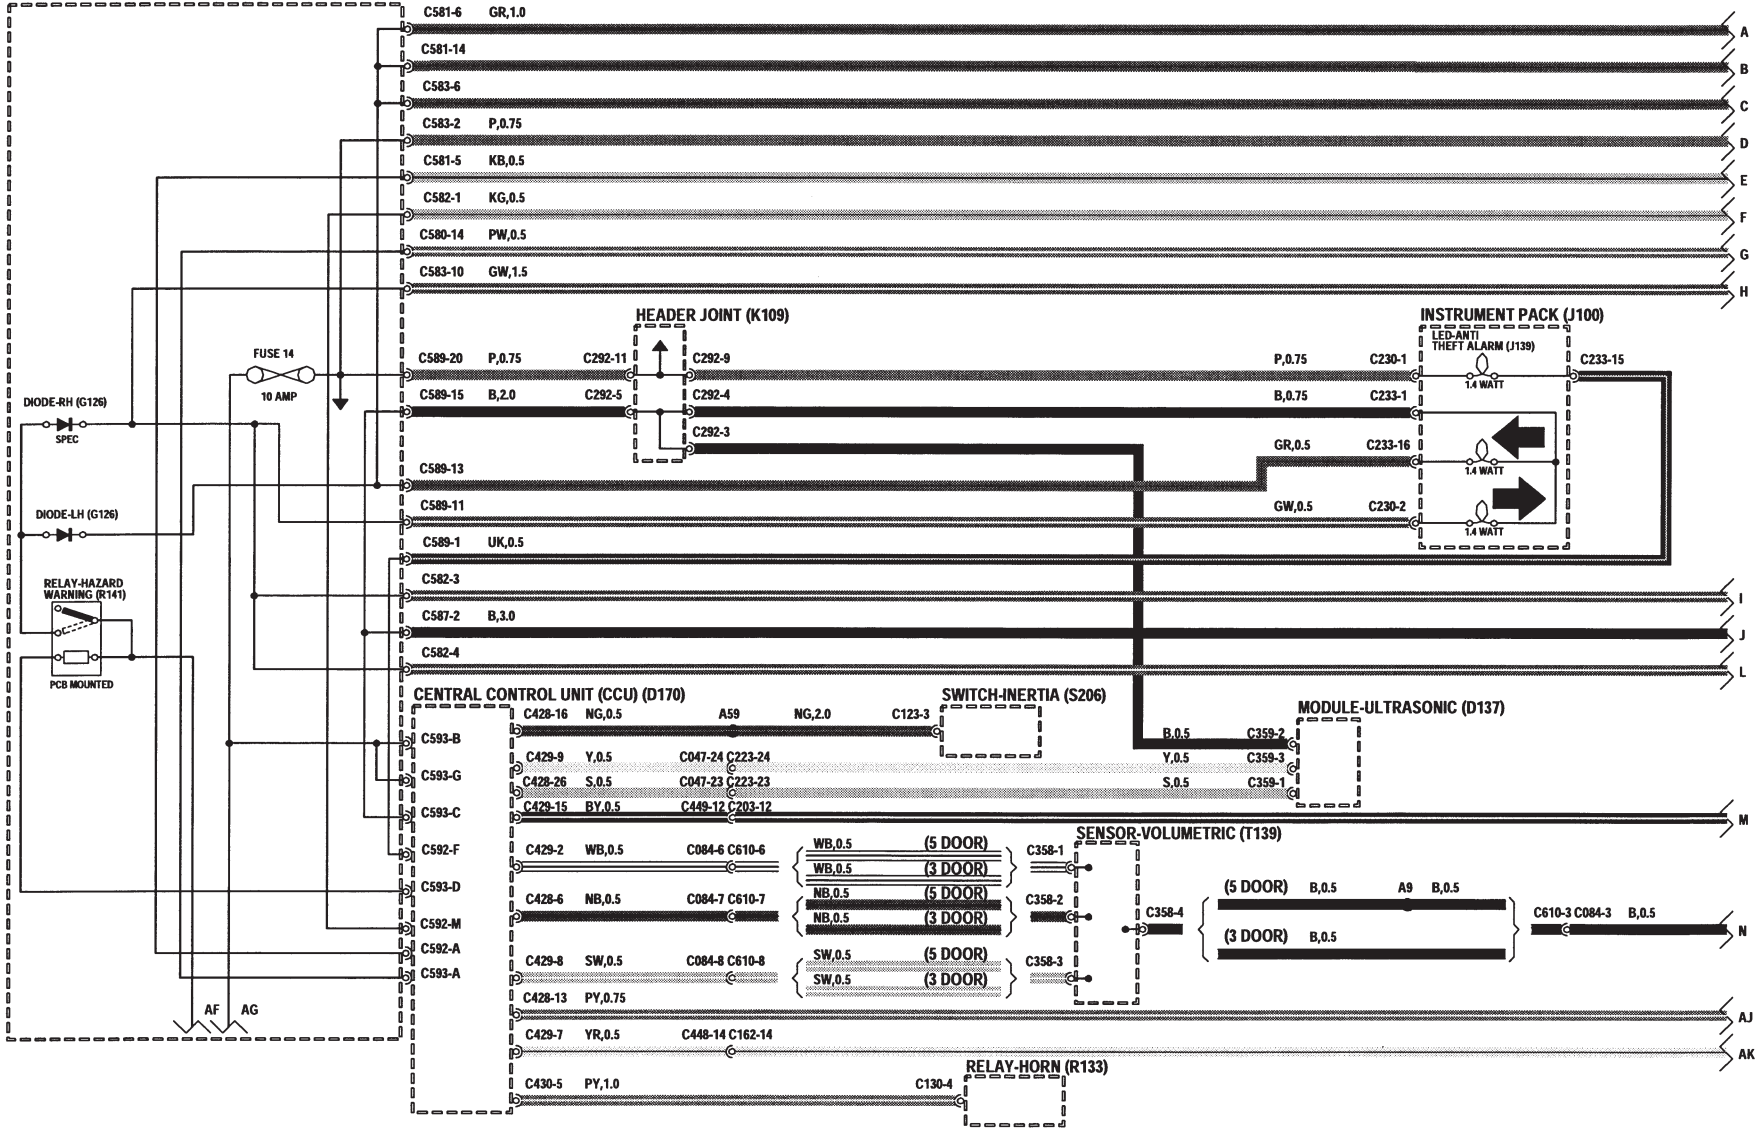 C581-6 GR,1.0
A
C581-14
B
C583-6
C
C583-2 P,0.75
D
C581-5 KB,0.5
E
C582-1 KG,0.5
F
C580-14 PW,0.5
G
C583-10 GW,1.5
H
HEADER JOINT (K109)
INSTRUMENT PACK (J100)
LED-ANTI
THEFT ALARM (J139)
FUSE 14
10 AMP
C589-20 P,0.75 C292-11 C292-9 P,0.75 C230-1 C233-15
1.4 WATT
C589-15 B,2.0 C292-5 C292-4 B,0.75 C233-1
DIODE-RH (G126)
SPEC
C292-3
GR,0.5 C233-16
1.4 WATT
C589-13
C589-11
GW,0.5 C230-2
1.4 WATT
DIODE-LH (G126)
C589-1 UK,0.5
RELAY-HAZARD
WARNING (R141)
PCB MOUNTED
C582-3
I
C587-2 B,3.0
J
C582-4
L
CENTRAL CONTROL UNIT (CCU) (D170)
SWITCH-INERTIA (S206)
MODULE-ULTRASONIC (D137)
C428-16 NG,0.5 A59 NG,2.0 C123-3
C593-B
B,0.5 C359-2
C429-9 Y,0.5 C047-24 C223-24 Y,0.5 C359-3
C593-G
C428-26 S,0.5 C047-23 C223-23 S,0.5 C359-1
C429-15 BY,0.5 C449-12 C203-12
M
C593-C
SENSOR-VOLUMETRIC (T139)
C592-F
C429-2 WB,0.5 C084-6 C610-6 WB,0.5 (5 DOOR) C358-1
WB,0.5 (3 DOOR)
C593-D
C428-6 NB,0.5 C084-7 C610-7 NB,0.5 (5 DOOR) C358-2
NB,0.5 (3 DOOR)
(5 DOOR) B,0.5 A9 B,0.5
C358-4
(3 DOOR) B,0.5
C610-3 C084-3 B,0.5
N
C592-M
C592-A
C593-A
C429-8 SW,0.5 C084-8 C610-8 SW,0.5 (5 DOOR) C358-3
SW,0.5 (3 DOOR)
AF AG
C428-13 PY,0.75
AJ
C429-7 YR,0.5 C448-14 C162-14
AK
RELAY-HORN (R133)
C430-5 PY,1.0 C130-4